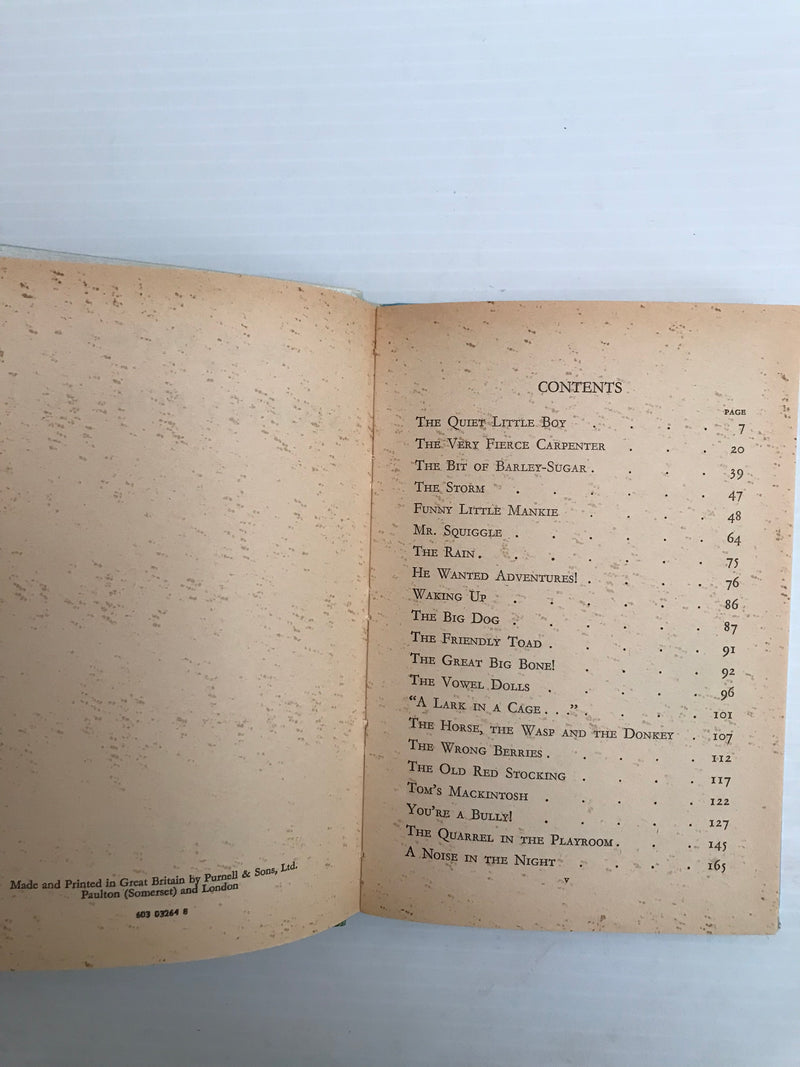 Made and Printed in Great Britain by Purnell & Sons, Ltd.
Paulton (Somerset) and London
603 03264 8
CONTENTS
PAGE
The Quiet Little Boy . . . . 7
The Very Fierce Carpenter . . . 20
The Bit of Barley-Sugar . . . . 39
The Storm . . . . . . 47
Funny Little Mankie . . . . 48
Mr. Squiggle . . . . . . 64
The Rain . . . . . . 75
He Wanted Adventures! . . . . 76
Waking Up . . . . . . 86
The Big Dog . . . . . . 87
The Friendly Toad . . . . . 91
The Great Big Bone! . . . . 92
The Vowel Dolls . . . . . 96
"A Lark in a Cage . . ." . . . . 101
The Horse, the Wasp and the Donkey . 107
The Wrong Berries . . . . . 112
The Old Red Stocking . . . . 117
Tom's Mackintosh . . . . . 122
You're a Bully! . . . . . 127
The Quarrel in the Playroom . . . 145
A Noise in the Night . . . . 165
v